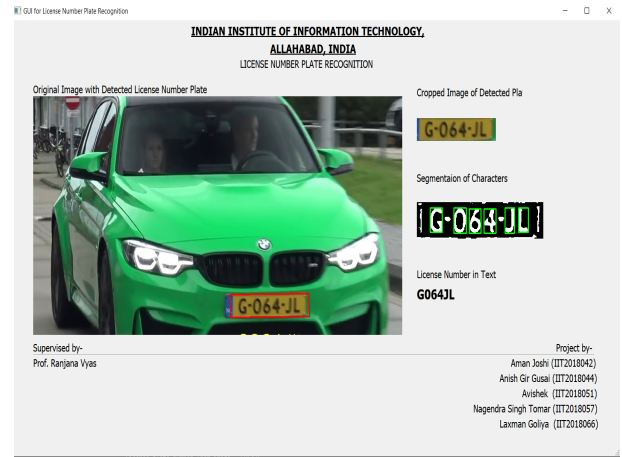 GUI for License Number Plate Recognition
INDIAN INSTITUTE OF INFORMATION TECHNOLOGY,
ALLAHABAD, INDIA
LICENSE NUMBER PLATE RECOGNITION
Original Image with Detected License Number Plate
G-064-JL
Cropped Image of Detected Pla
G-064-JL
Segmentaion of Characters
G-064-JL
License Number in Text
G064JL
Supervised by-
Prof. Ranjana Vyas
Project by-
Aman Joshi (IIT2018042)
Anish Gir Gusai (IIT2018044)
Avishek (IIT2018051)
Nagendra Singh Tomar (IIT2018057)
Laxman Goliya (IIT2018066)